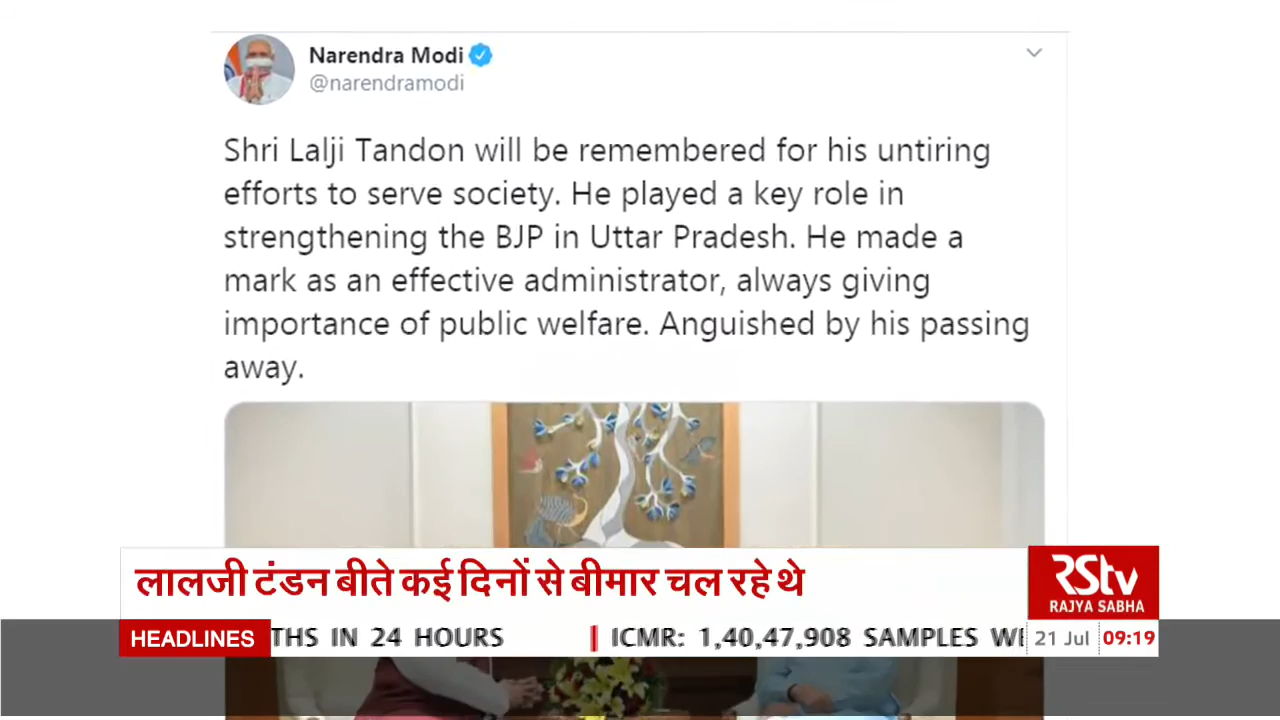 Narendra Modi
@narendramodi
Shri Lalji Tandon will be remembered for his untiring
efforts to serve society. He played a key role in
strengthening the BJP in Uttar Pradesh. He made a
mark as an effective administrator, always giving
importance of public welfare. Anguished by his passing
away.
लालजी टंडन बीते कई दिनों से बीमार चल रहे थे
RStv
RAJYA SABHA
HEADLINES
THS IN 24 HOURS | ICMR: 1,40,47,908 SAMPLES
21 Jul 09:19